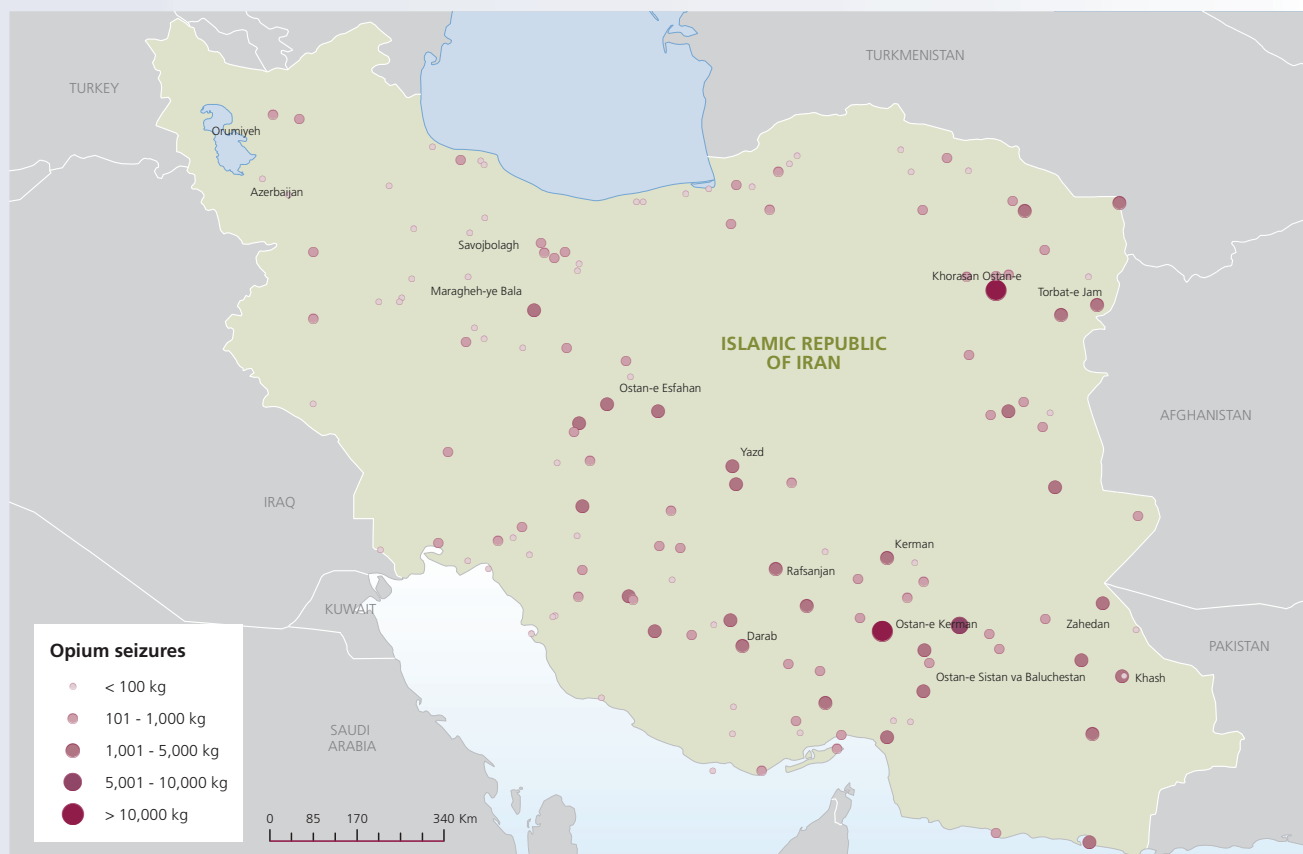 TURKMENISTAN
TURKEY
Orumiyeh
Azerbaijan
Savojbolagh
Khorasan Ostan-e
Maragheh-ye Bala
Torbat-e Jam
ISLAMIC REPUBLIC
OF IRAN
Ostan-e Esfahan
AFGHANISTAN
Yazd
IRAQ
Kerman
Rafsanjan
KUWAIT
Ostan-e Kerman
Zahedan
Darab
PAKISTAN
Ostan-e Sistan va Baluchestan
Khash
SAUDI
ARABIA
Opium seizures
< 100 kg
101 - 1,000 kg
1,001 - 5,000 kg
5,001 - 10,000 kg
> 10,000 kg
0 85 170 340 Km